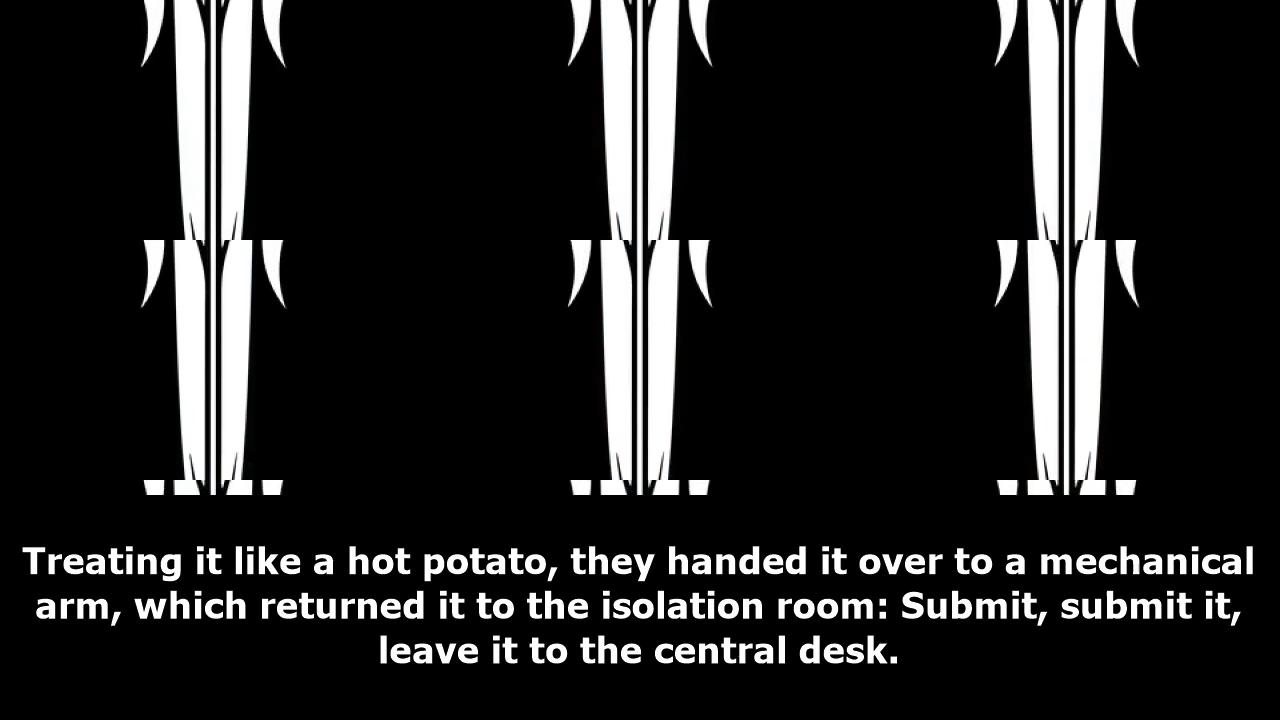 Treating it like a hot potato, they handed it over to a mechanical
arm, which returned it to the isolation room: Submit, submit it,
leave it to the central desk.